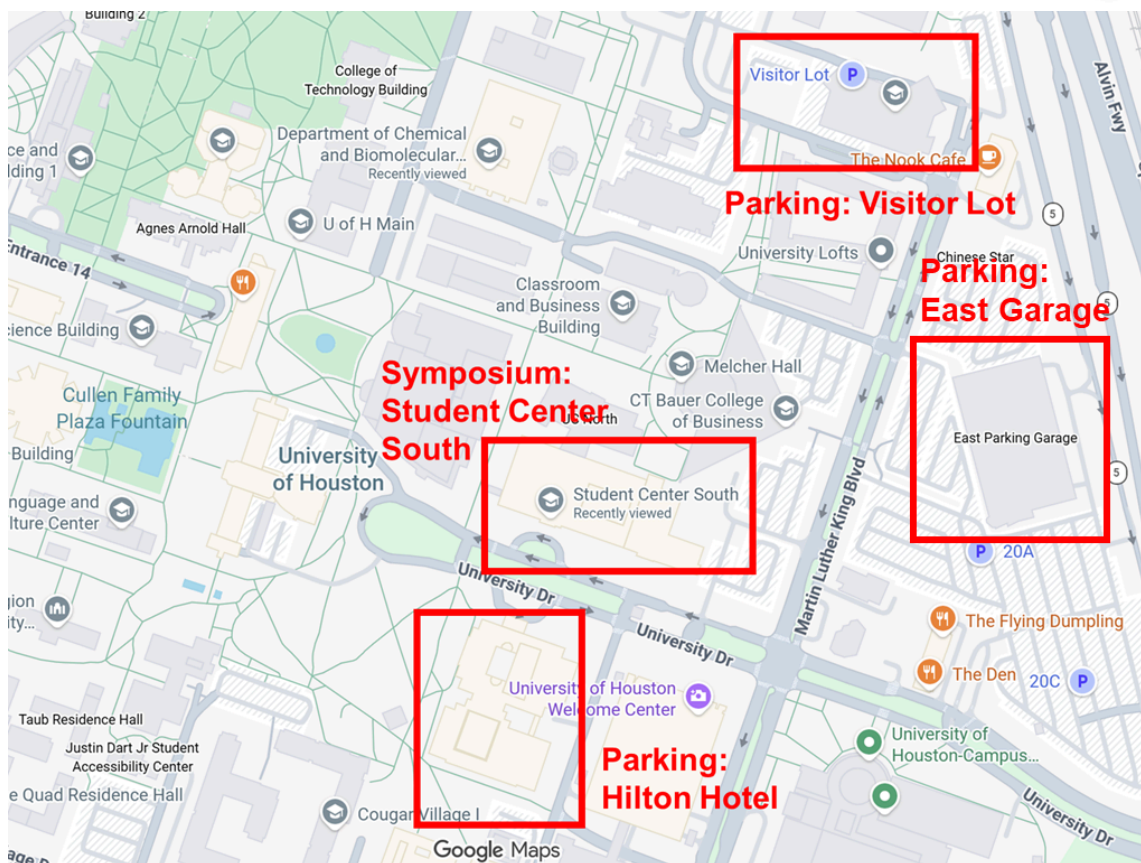 Building 2
College of
Technology Building
Visitor Lot
P
Alvin Fwy
Department of Chemical
and Biomolecular...
Recently viewed
The Nook Cafe
ce and
lding 1
Parking: Visitor Lot
5
Agnes Arnold Hall
U of H Main
University Lofts
Chinese Star
Entrance 14
Parking:
East Garage
5
Classroom
and Business
Building
cience Building
Symposium:
Student Center
South
Melcher Hall
Cullen Family
Plaza Fountain
CT Bauer College
of Business
UC North
East Parking Garage
Building
University
of Houston
5
Student Center South
Recently viewed
nguage and
lture Center
Martin Luther King Blvd
P
20A
University Dr
igion
ity...
The Flying Dumpling
University Dr
The Den
20C
P
University of Houston
Welcome Center
Taub Residence Hall
Justin Dart Jr Student
Accessibility Center
University of
Houston-Campus...
Parking:
Hilton Hotel
e Quad Residence Hall
Cougar Village I
University Dr
Google Maps